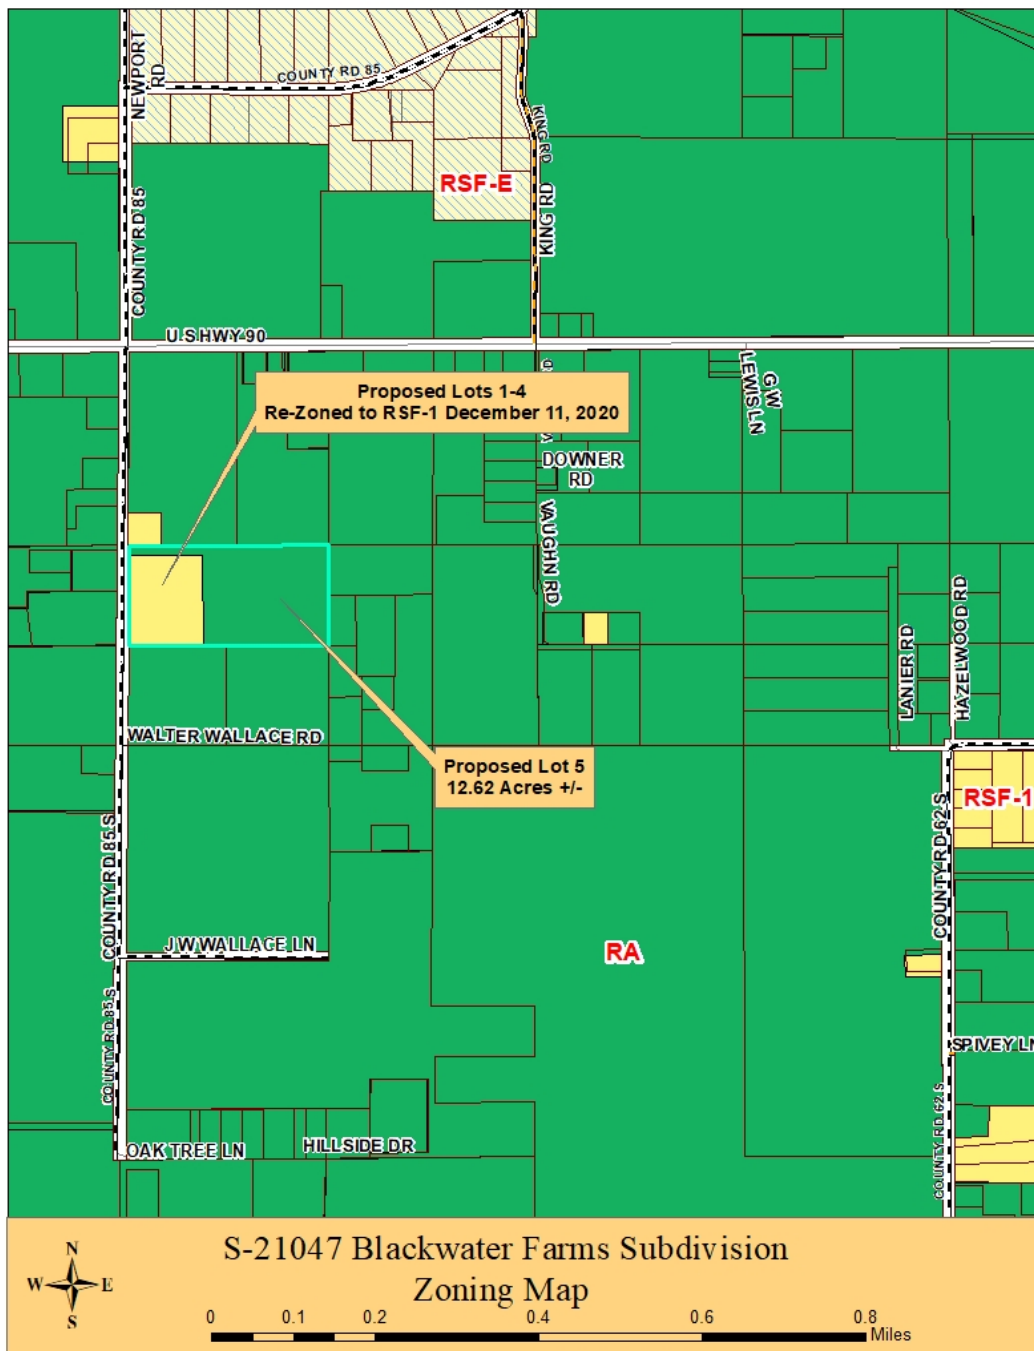 NEWPORT
RD
COUNTY RD 85
KING RD
RSF-E
KING RD
COUNTY RD 85
U S HWY 90
Proposed Lots 1-4
Re-Zoned to RSF-1 December 11, 2020
G W
LEWIS LN
DOWNER
RD
VAUGHN RD
LANIER RD
HAZELWOOD RD
WALTER WALLACE RD
Proposed Lot 5
12.62 Acres +/-
RSF-1
COUNTY RD 85 S
COUNTY RD 62 S
J W WALLACE LN
RA
COUNTY RD 85 S
SPIVEY LN
COUNTY RD 62 S
OAK TREE LN
HILLSIDE DR
S-21047 Blackwater Farms Subdivision
Zoning Map
N
W E
S
0 0.1 0.2 0.4 0.6 0.8
Miles